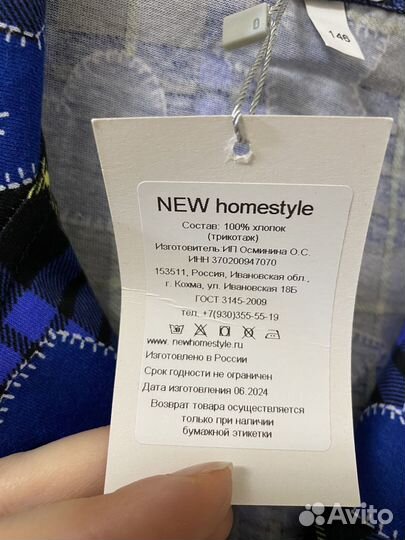 146
NEW homestyle
Состав: 100% хлопок
(трикотаж)
Изготовитель:ИП Осминина О.С.
ИНН 370200947070
153511, Россия, Ивановская обл.,
г. Кохма, ул. Ивановская 18Б
ГОСТ 3145-2009
тел. +7(930)355-55-19
www. newhomestyle.ru
Изготовлено в России
Срок годности не ограничен
Дата изготовления 06.2024
Возврат товара осуществляется
только при наличии
бумажной этикетки
Avito